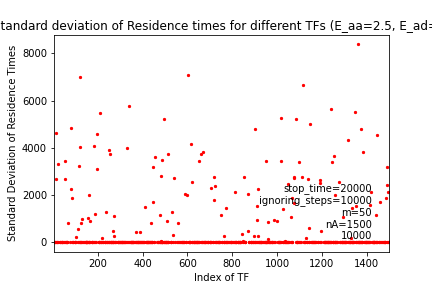 tandard deviation of Residence times for different TFs (E_aa=2.5, E_ad=
8000
6000
4000
2000
0
Standard Deviation of Residence Times
stop_time=20000
ignoring_steps=10000
m=50
nA=1500
10000
200 400 600 800 1000 1200 1400
Index of TF